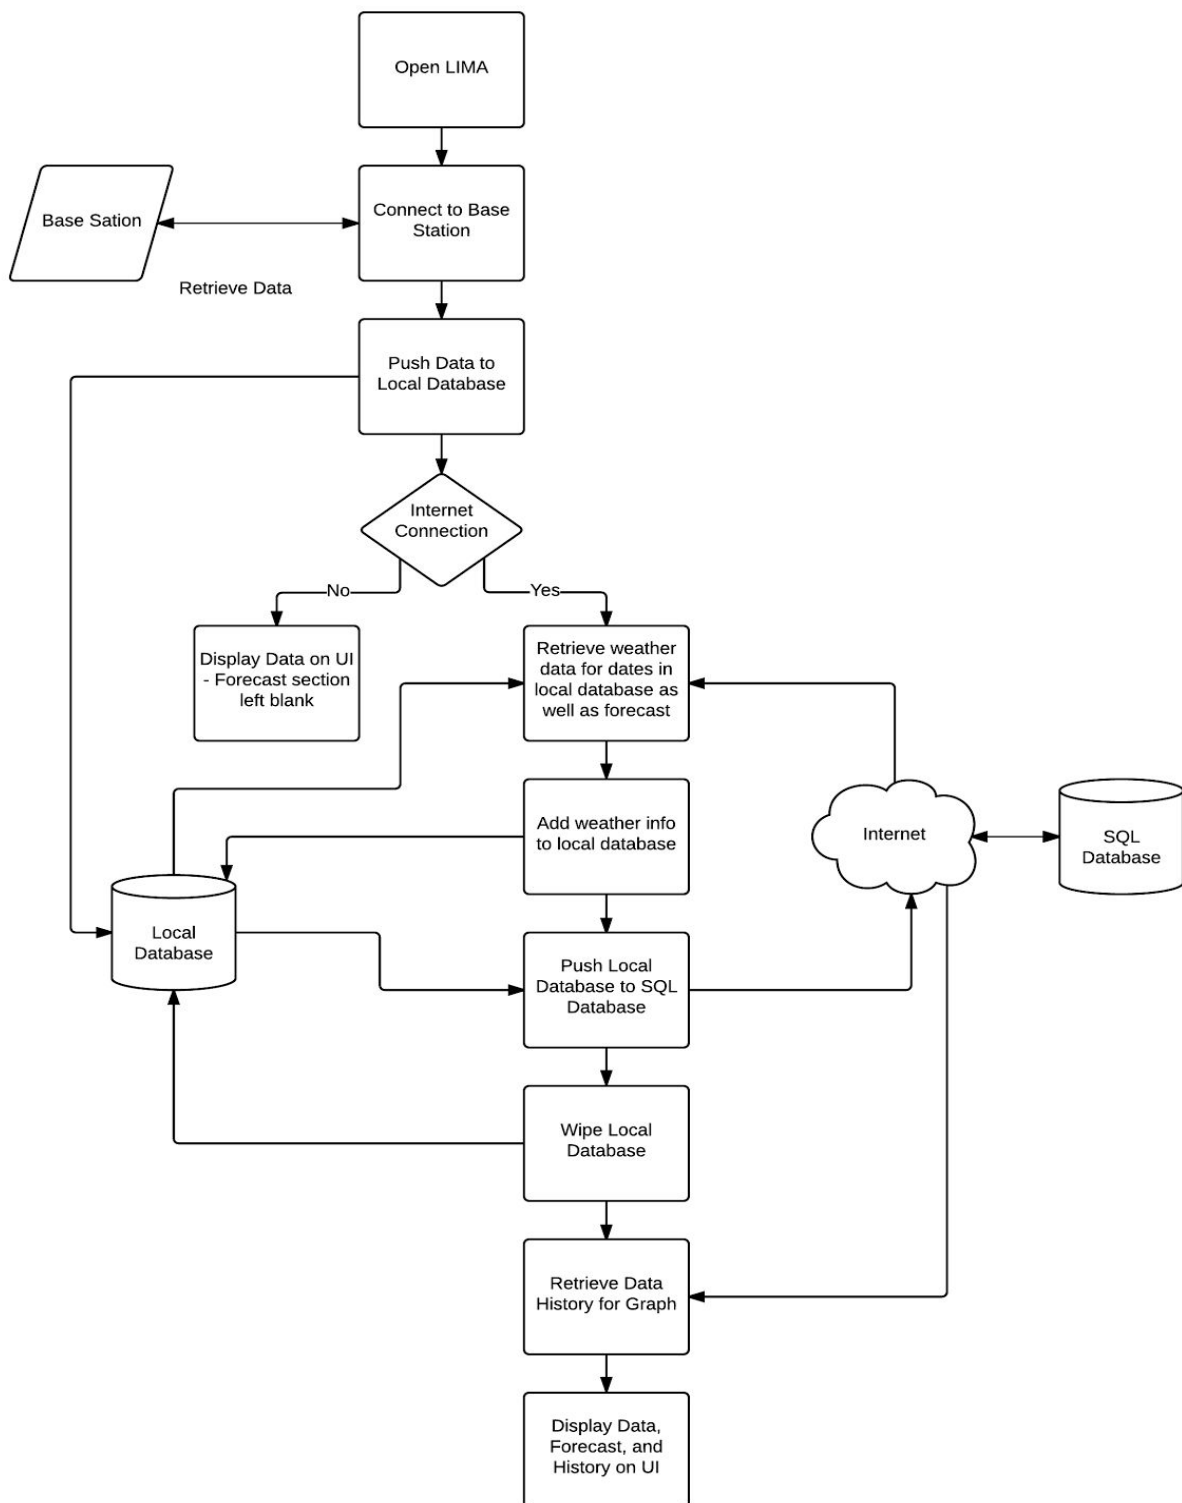 Open LIMA
Base Sation
Connect to Base
Station
Retrieve Data
Push Data to
Local Database
Internet
Connection
No
Yes
Display Data on UI
- Forecast section
left blank
Retrieve weather
data for dates in
local database as
well as forecast
Add weather info
to local database
Internet
SQL
Database
Local
Database
Push Local
Database to SQL
Database
Wipe Local
Database
Retrieve Data
History for Graph
Display Data,
Forecast, and
History on UI